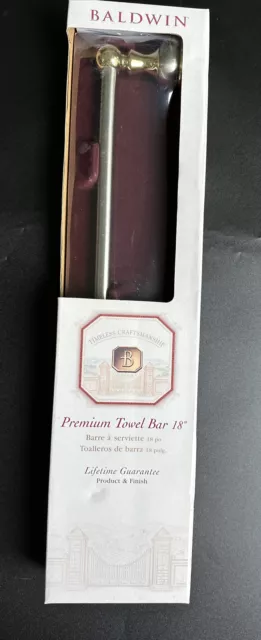 BALDWIN
TIMELESS CRAFTSMANSHIP
B
Premium Towel Bar 18"
Barre à serviette 18 po
Toalleros de barra 18 pulg.
Lifetime Guarantee
Product & Finish